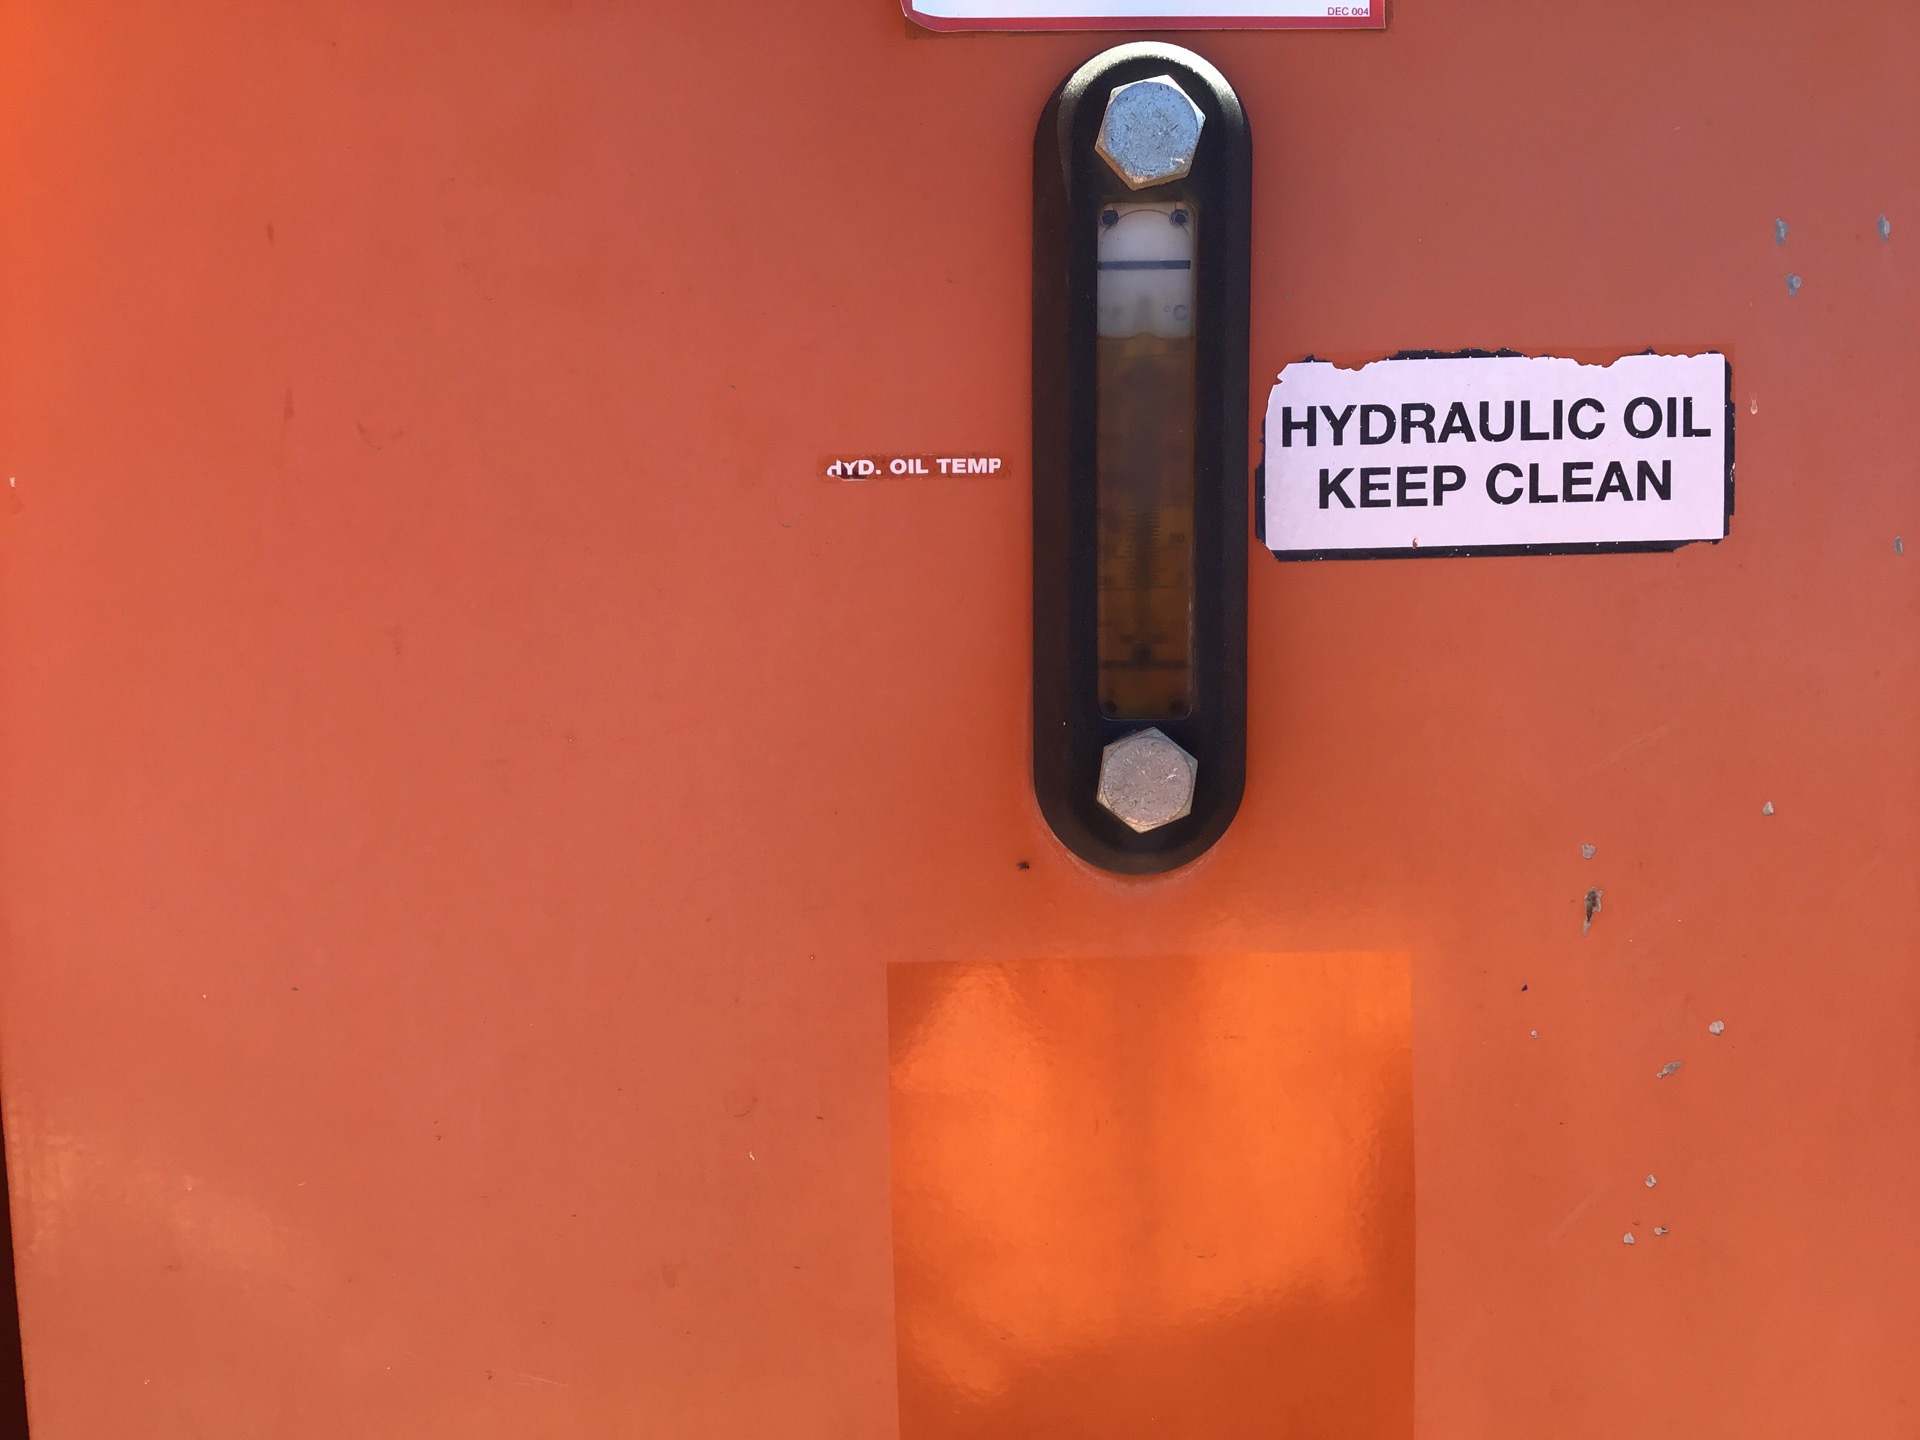 DEC 004
°C
HYD. OIL TEMP
HYDRAULIC OIL
KEEP CLEAN